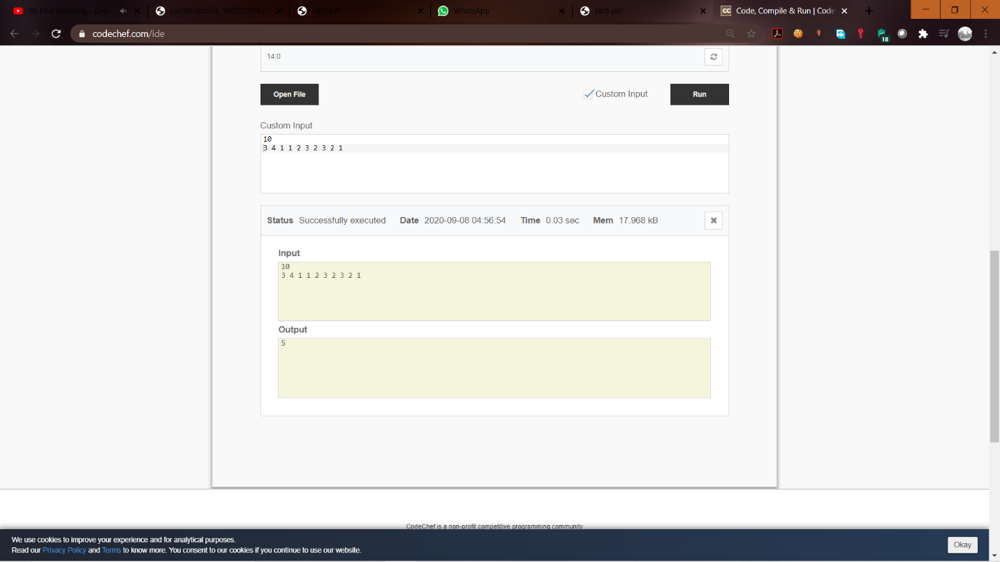 (6) Ellie Goulding - Love
LabWorkbook_18CS2207S.p
lab5.pdf
WhatsApp
lab5.pdf
CC Code, Compile & Run | Code
codechef.com/ide
18
14:0
Open File
Custom Input
Run
Custom Input
10
3 4 1 1 2 3 2 3 2 1
Status Successfully executed Date 2020-09-08 04:56:54 Time 0.03 sec Mem 17.968 kB
Input
10
3 4 1 1 2 3 2 3 2 1
Output
5
CodeChef is a non-profit competitive programming community
We use cookies to improve your experience and for analytical purposes.
Read our Privacy Policy and Terms to know more. You consent to our cookies if you continue to use our website.
Okay